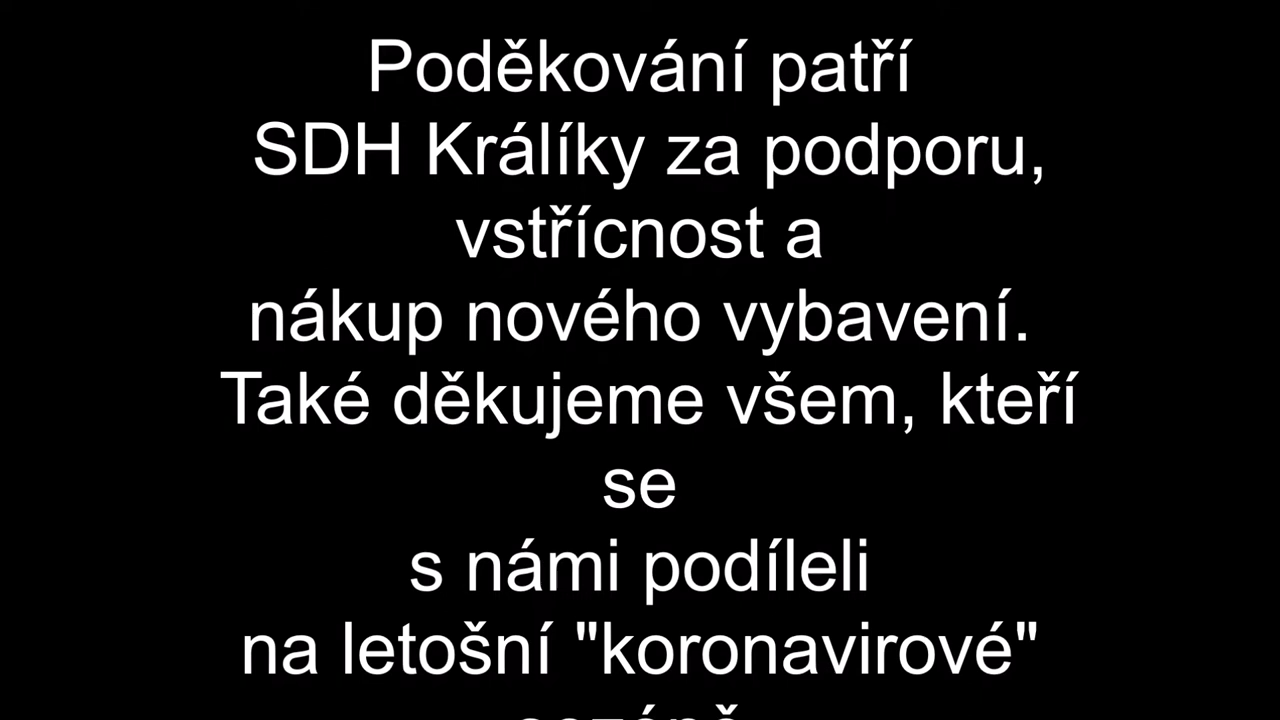 Poděkování patří
SDH Králíky za podporu,
vstřícnost a
nákup nového vybavení.
Také děkujeme všem, kteří
se
s námi podíleli
na letošní "koronavirové"
sezóně